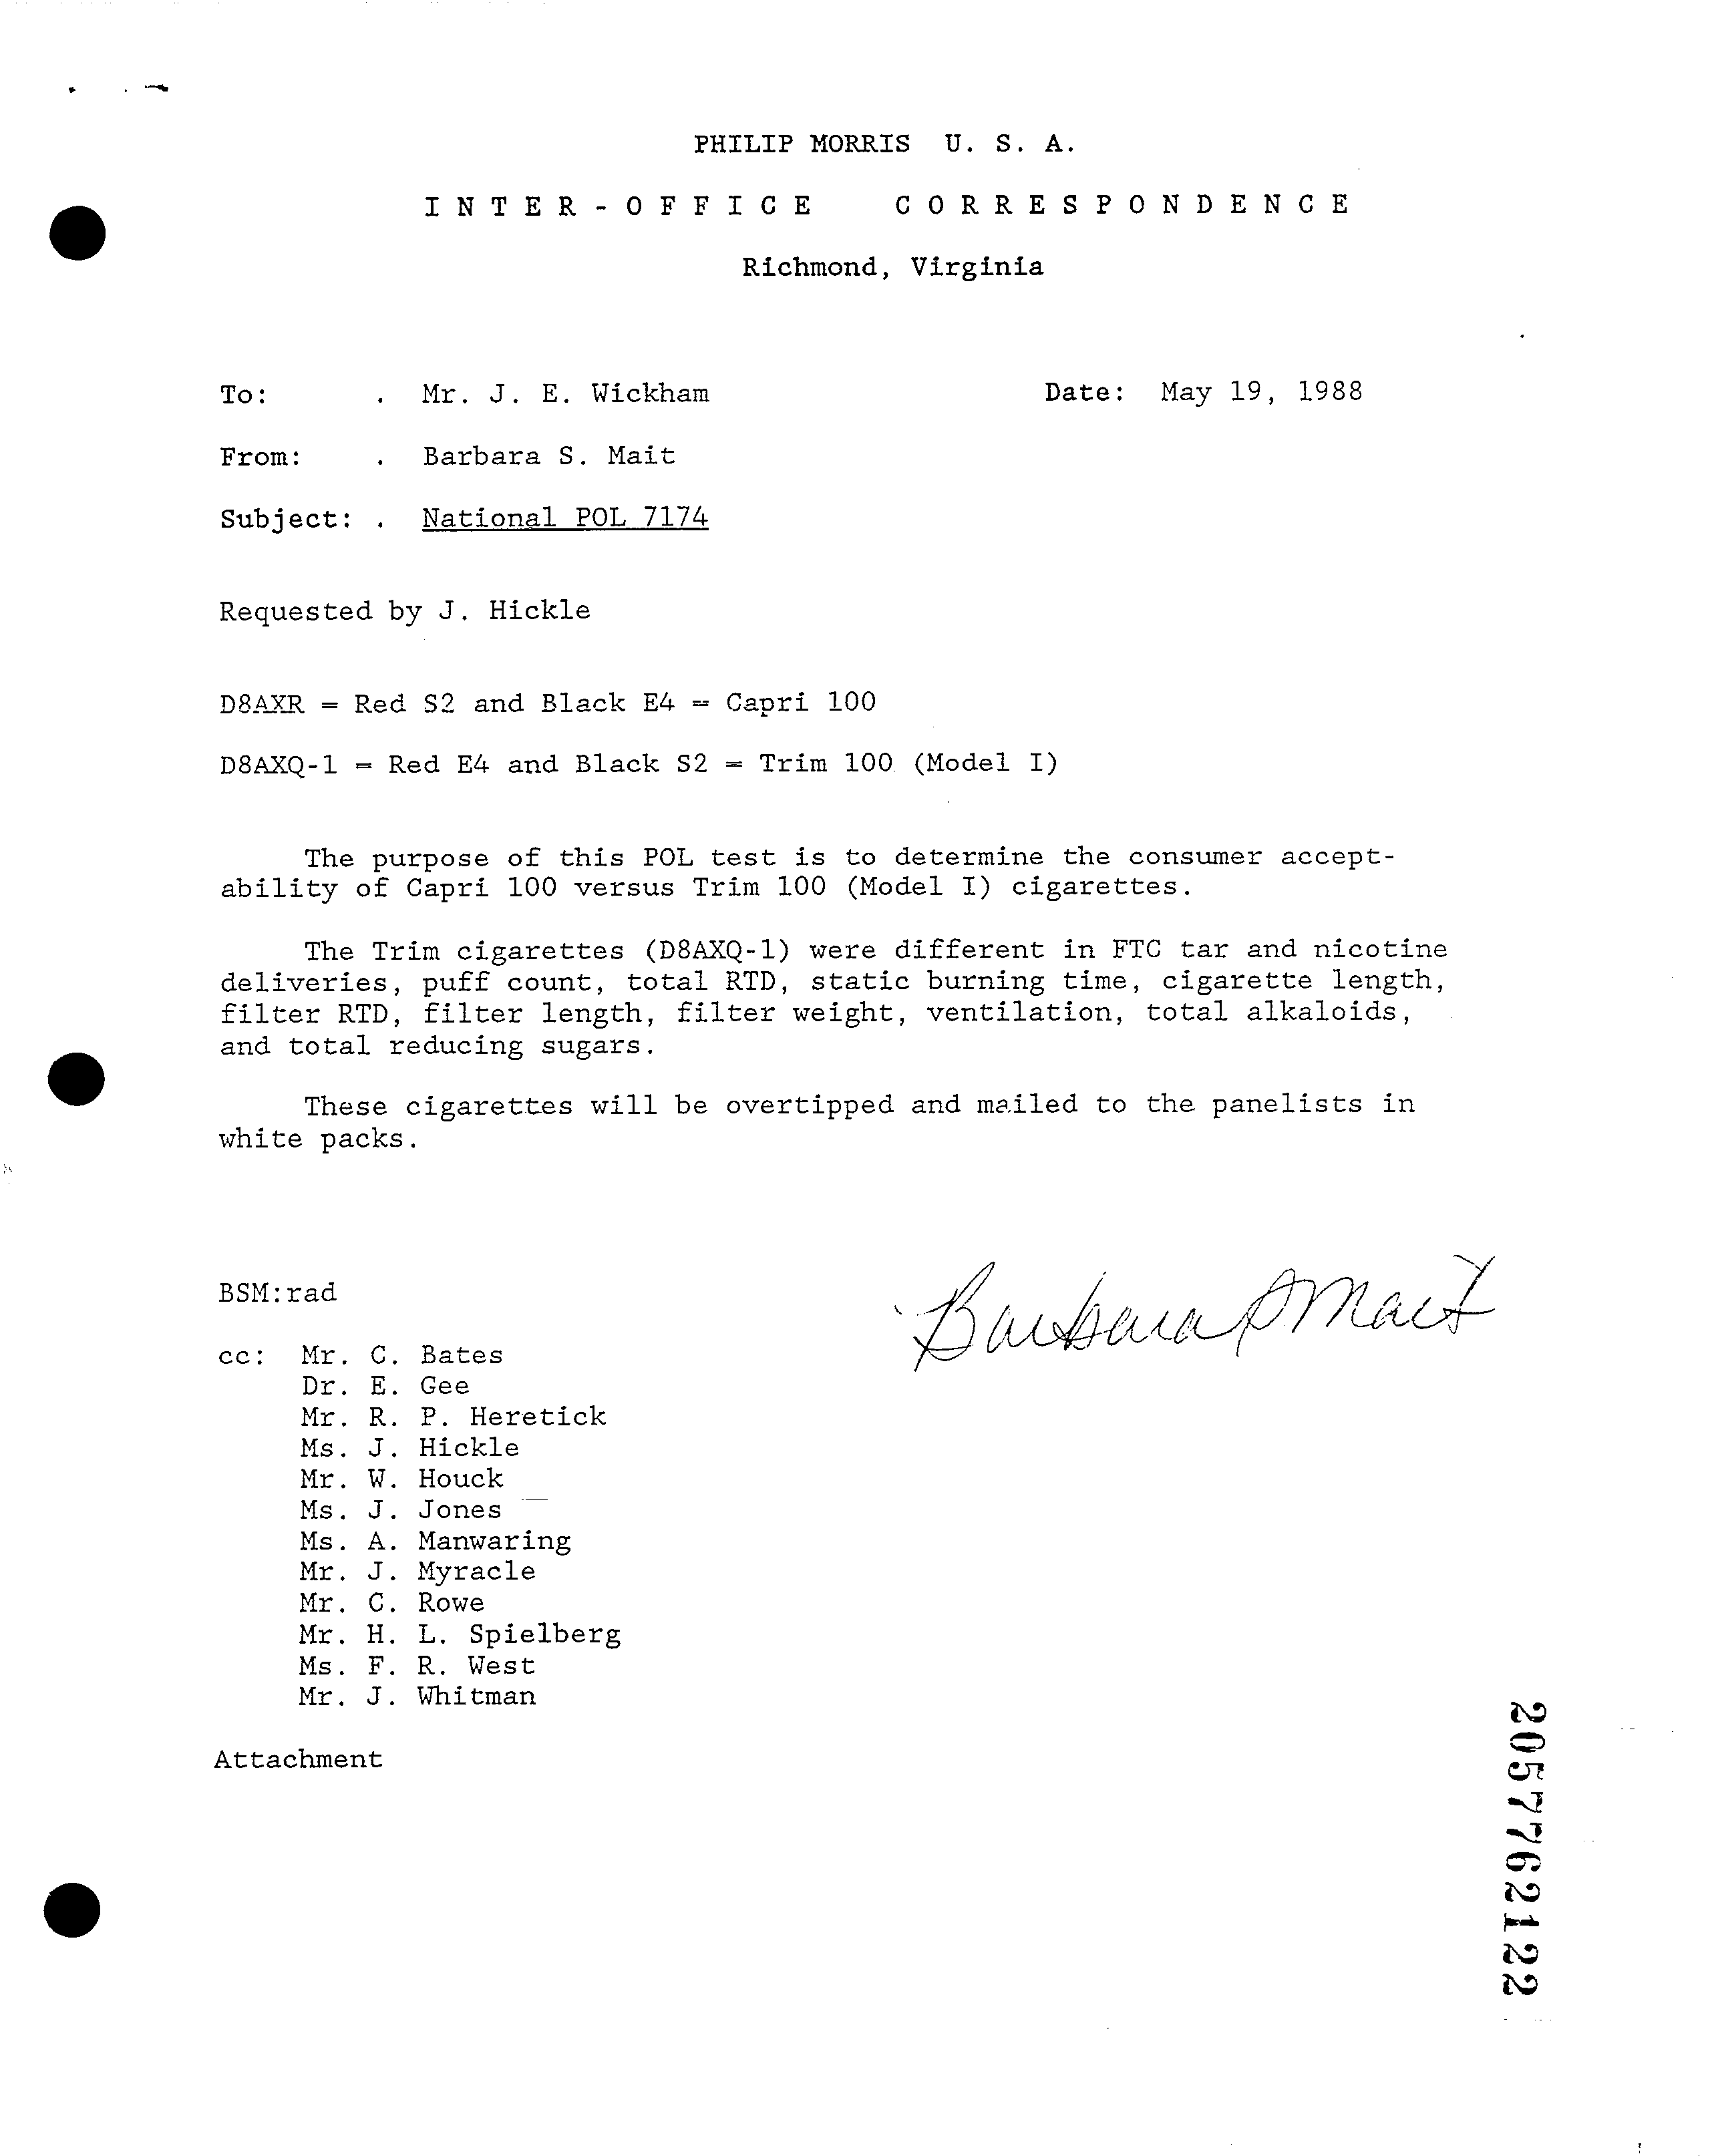 PHILIP MORRIS U. S. A.
INTER-OFFICE CORRESPONDENCE
Richmond, Virginia
To: . Mr. J. E. Wickham Date: May 19, 1988
From: . Barbara S. Mait
Subject: . National POL 7174
Requested by J. Hickle
D8AXR = Red S2 and Black E4 = Capri 100
D8AXQ-1 = Red E4 and Black S2 = Trim 100 (Model I)
The purpose of this POL test is to determine the consumer accept-
ability of Capri 100 versus Trim 100 (Model I) cigarettes.
The Trim cigarettes (D8AXQ-1) were different in FTC tar and nicotine
deliveries, puff count, total RTD, static burning time, cigarette length,
filter RTD, filter length, filter weight, ventilation, total alkaloids,
and total reducing sugars.
These cigarettes will be overtipped and mailed to the panelists in
white packs.
Barbara S Mait
BSM:rad
cc: Mr. C. Bates
Dr. E. Gee
Mr. R. P. Heretick
Ms. J. Hickle
Mr. W. Houck
Ms. J. Jones
Ms. A. Manwaring
Mr. J. Myracle
Mr. C. Rowe
Mr. H. L. Spielberg
Ms. F. R. West
Mr. J. Whitman
Attachment
2057762122